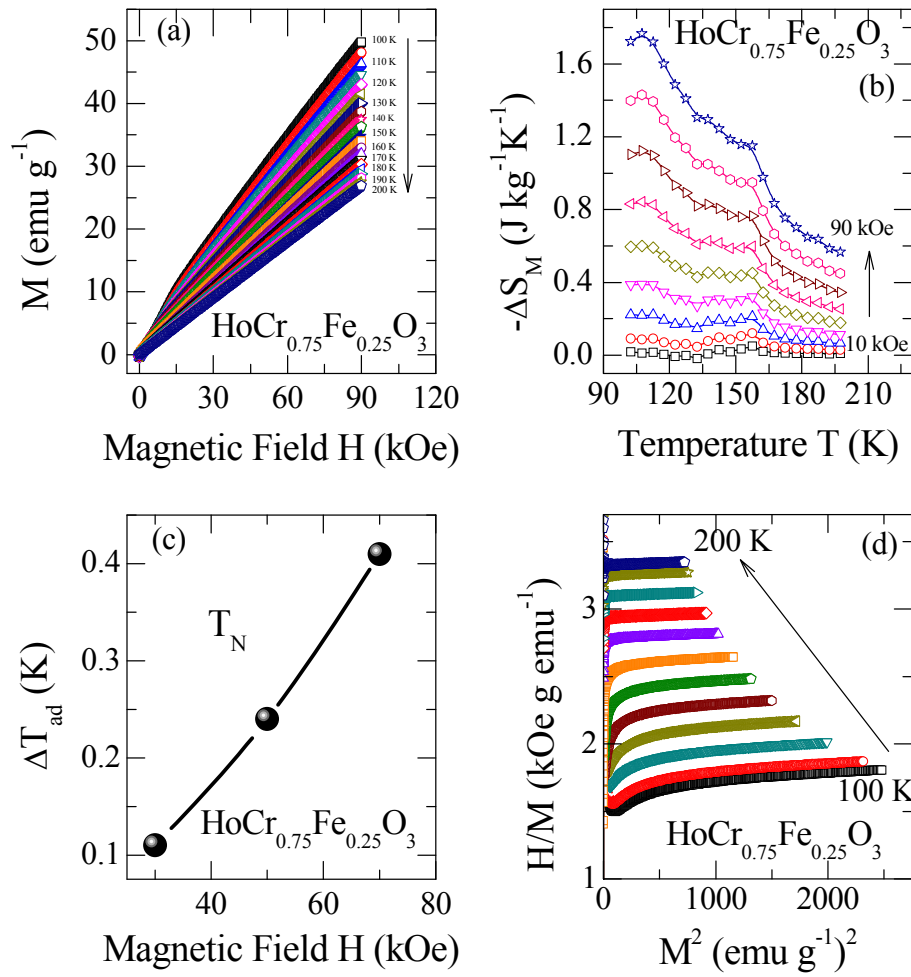 (a)
M (emu g⁻¹)
50
40
30
20
10
0
100 K
110 K
120 K
130 K
140 K
150 K
160 K
170 K
180 K
190 K
200 K
HoCr₀.₇₅Fe₀.₂₅O₃
0 30 60 90 120
Magnetic Field H (kOe)
HoCr₀.₇₅Fe₀.₂₅O₃
(b)
-ΔS_M (J kg⁻¹K⁻¹)
1.6
1.2
0.8
0.4
0.0
90 kOe
10 kOe
90 120 150 180 210
Temperature T (K)
(c)
ΔT_ad (K)
0.4
0.3
0.2
0.1
T_N
HoCr₀.₇₅Fe₀.₂₅O₃
40 60 80
Magnetic Field H (kOe)
(d)
H/M (kOe g emu⁻¹)
3
2
1
200 K
100 K
HoCr₀.₇₅Fe₀.₂₅O₃
0 1000 2000
M² (emu g⁻¹)²